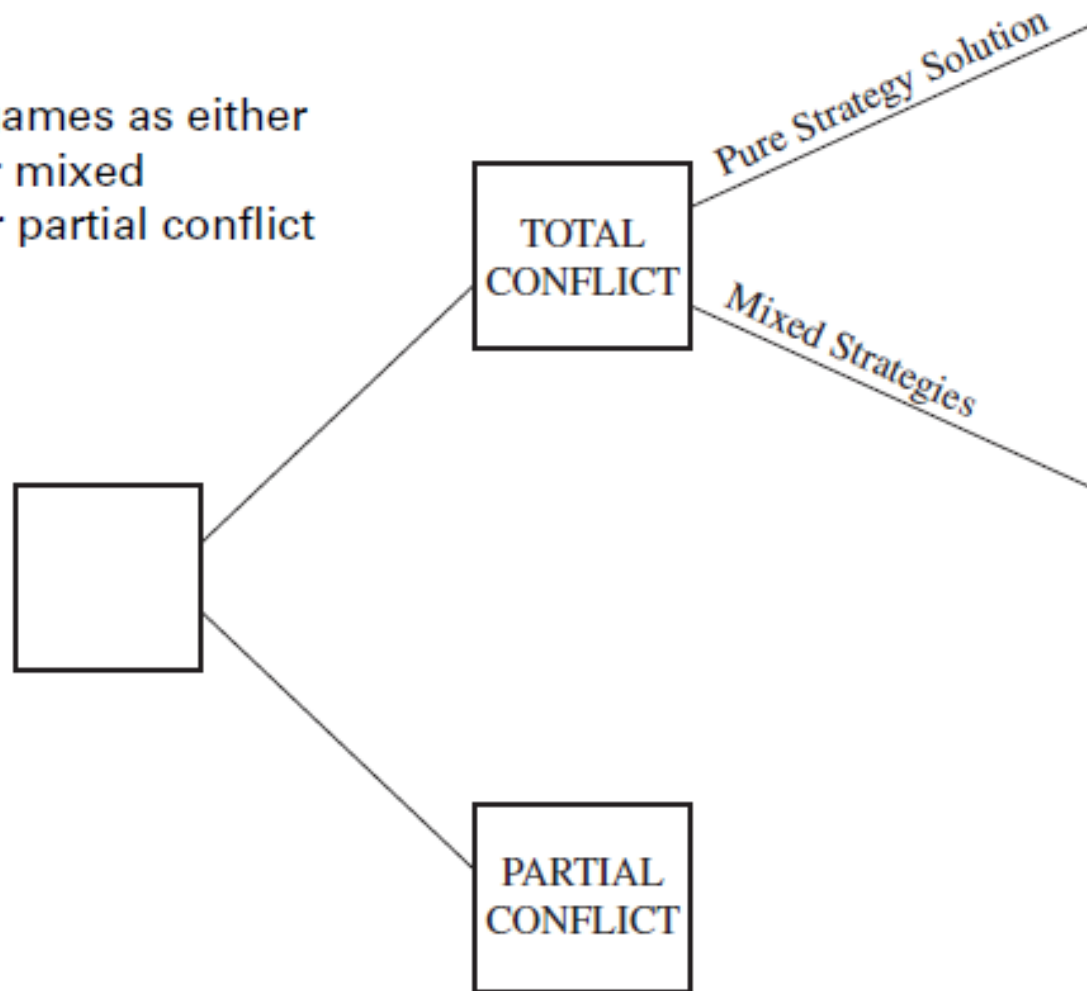 ames as either
r mixed
r partial conflict
Pure Strategy Solution
TOTAL
CONFLICT
Mixed Strategies
PARTIAL
CONFLICT